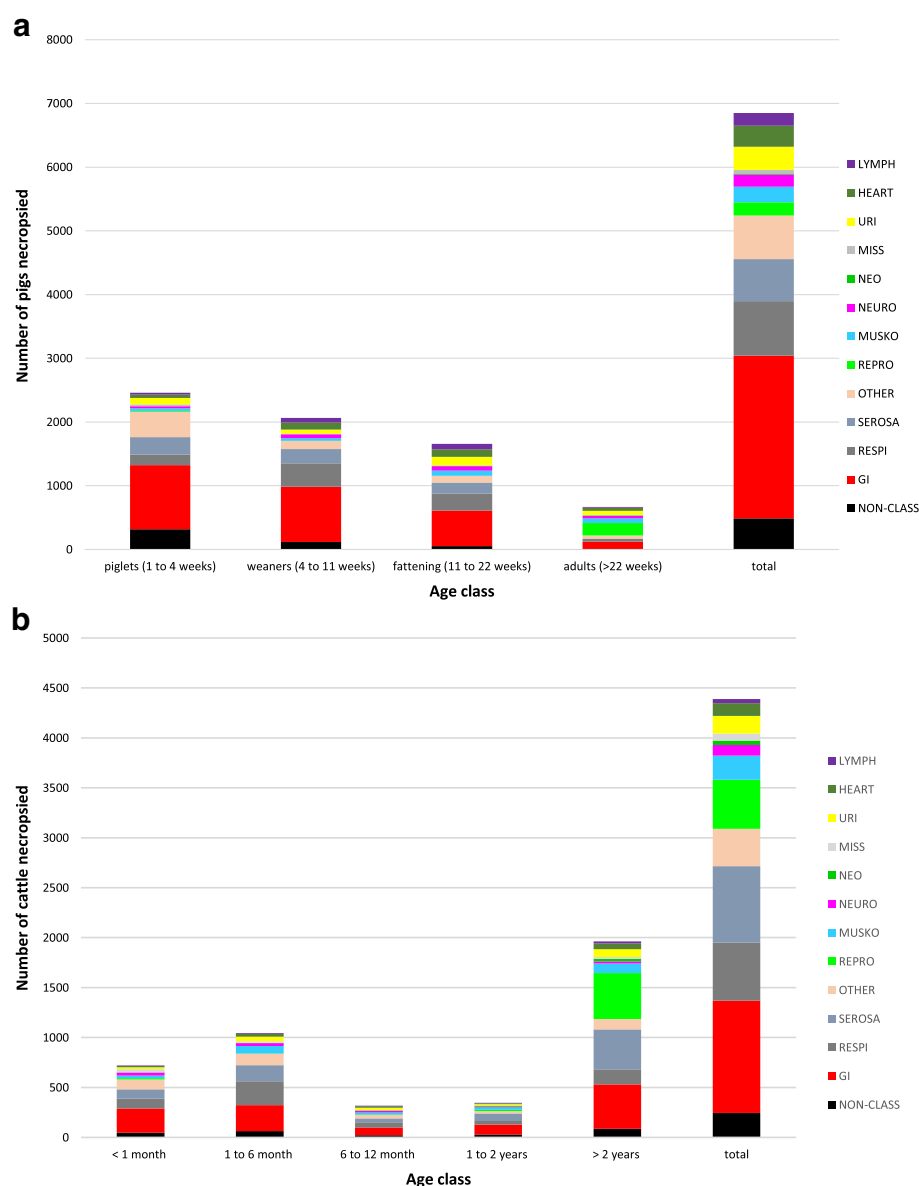 a
8000
7000
6000
5000
4000
3000
2000
1000
0
Number of pigs necropsied
piglets (1 to 4 weeks) weaners (4 to 11 weeks) fattening (11 to 22 weeks) adults (>22 weeks) total
Age class
LYMPH
HEART
URI
MISS
NEO
NEURO
MUSKO
REPRO
OTHER
SEROSA
RESPI
GI
NON-CLASS
b
5000
4500
4000
3500
3000
2500
2000
1500
1000
500
0
Number of cattle necropsied
< 1 month 1 to 6 month 6 to 12 month 1 to 2 years > 2 years total
Age class
LYMPH
HEART
URI
MISS
NEO
NEURO
MUSKO
REPRO
OTHER
SEROSA
RESPI
GI
NON-CLASS